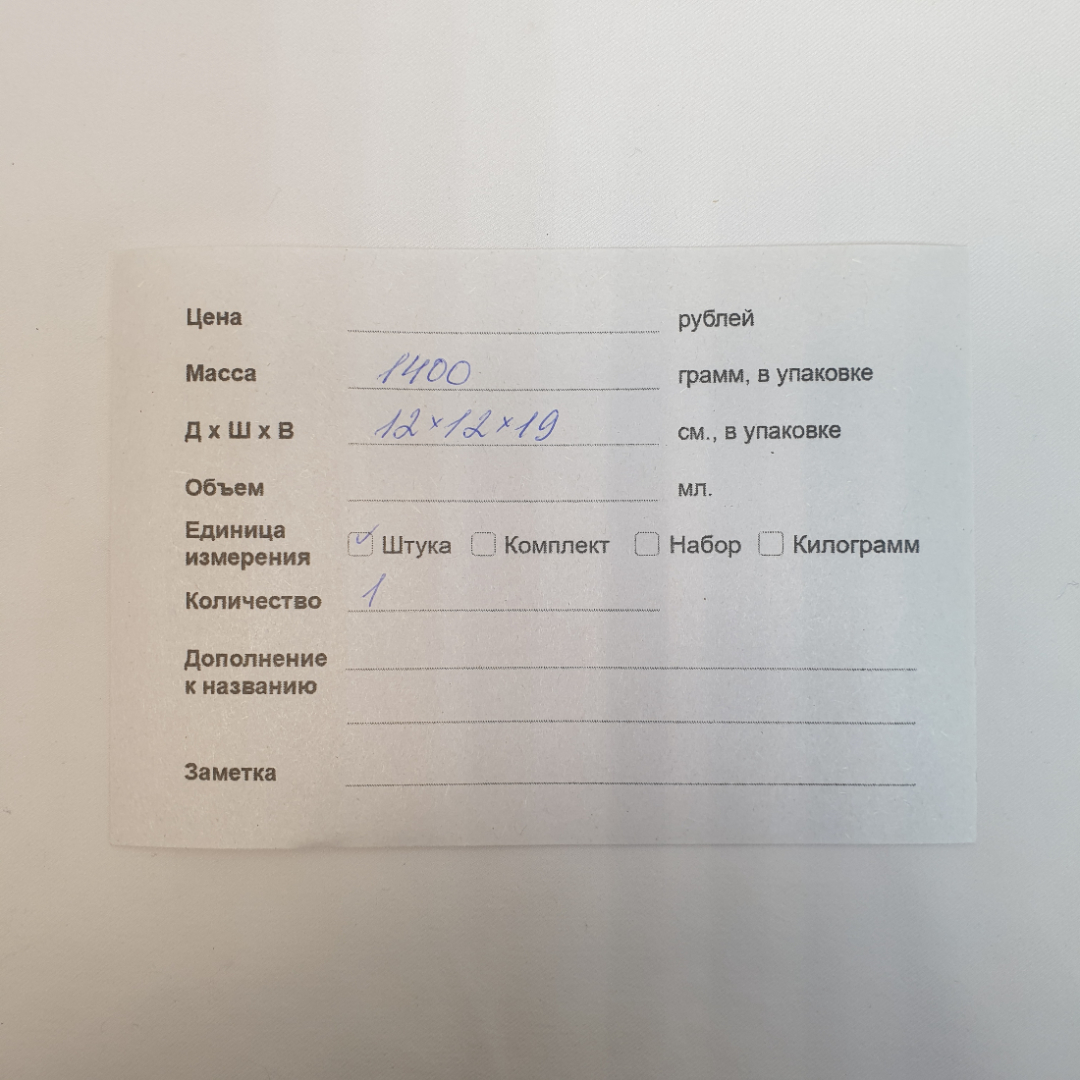 Цена рублей
Масса 1400 грамм, в упаковке
Д х Ш х В 12×12×19 см., в упаковке
Объем мл.
Единица
измерения Штука Комплект Набор Килограмм
Количество 1
Дополнение
к названию
Заметка